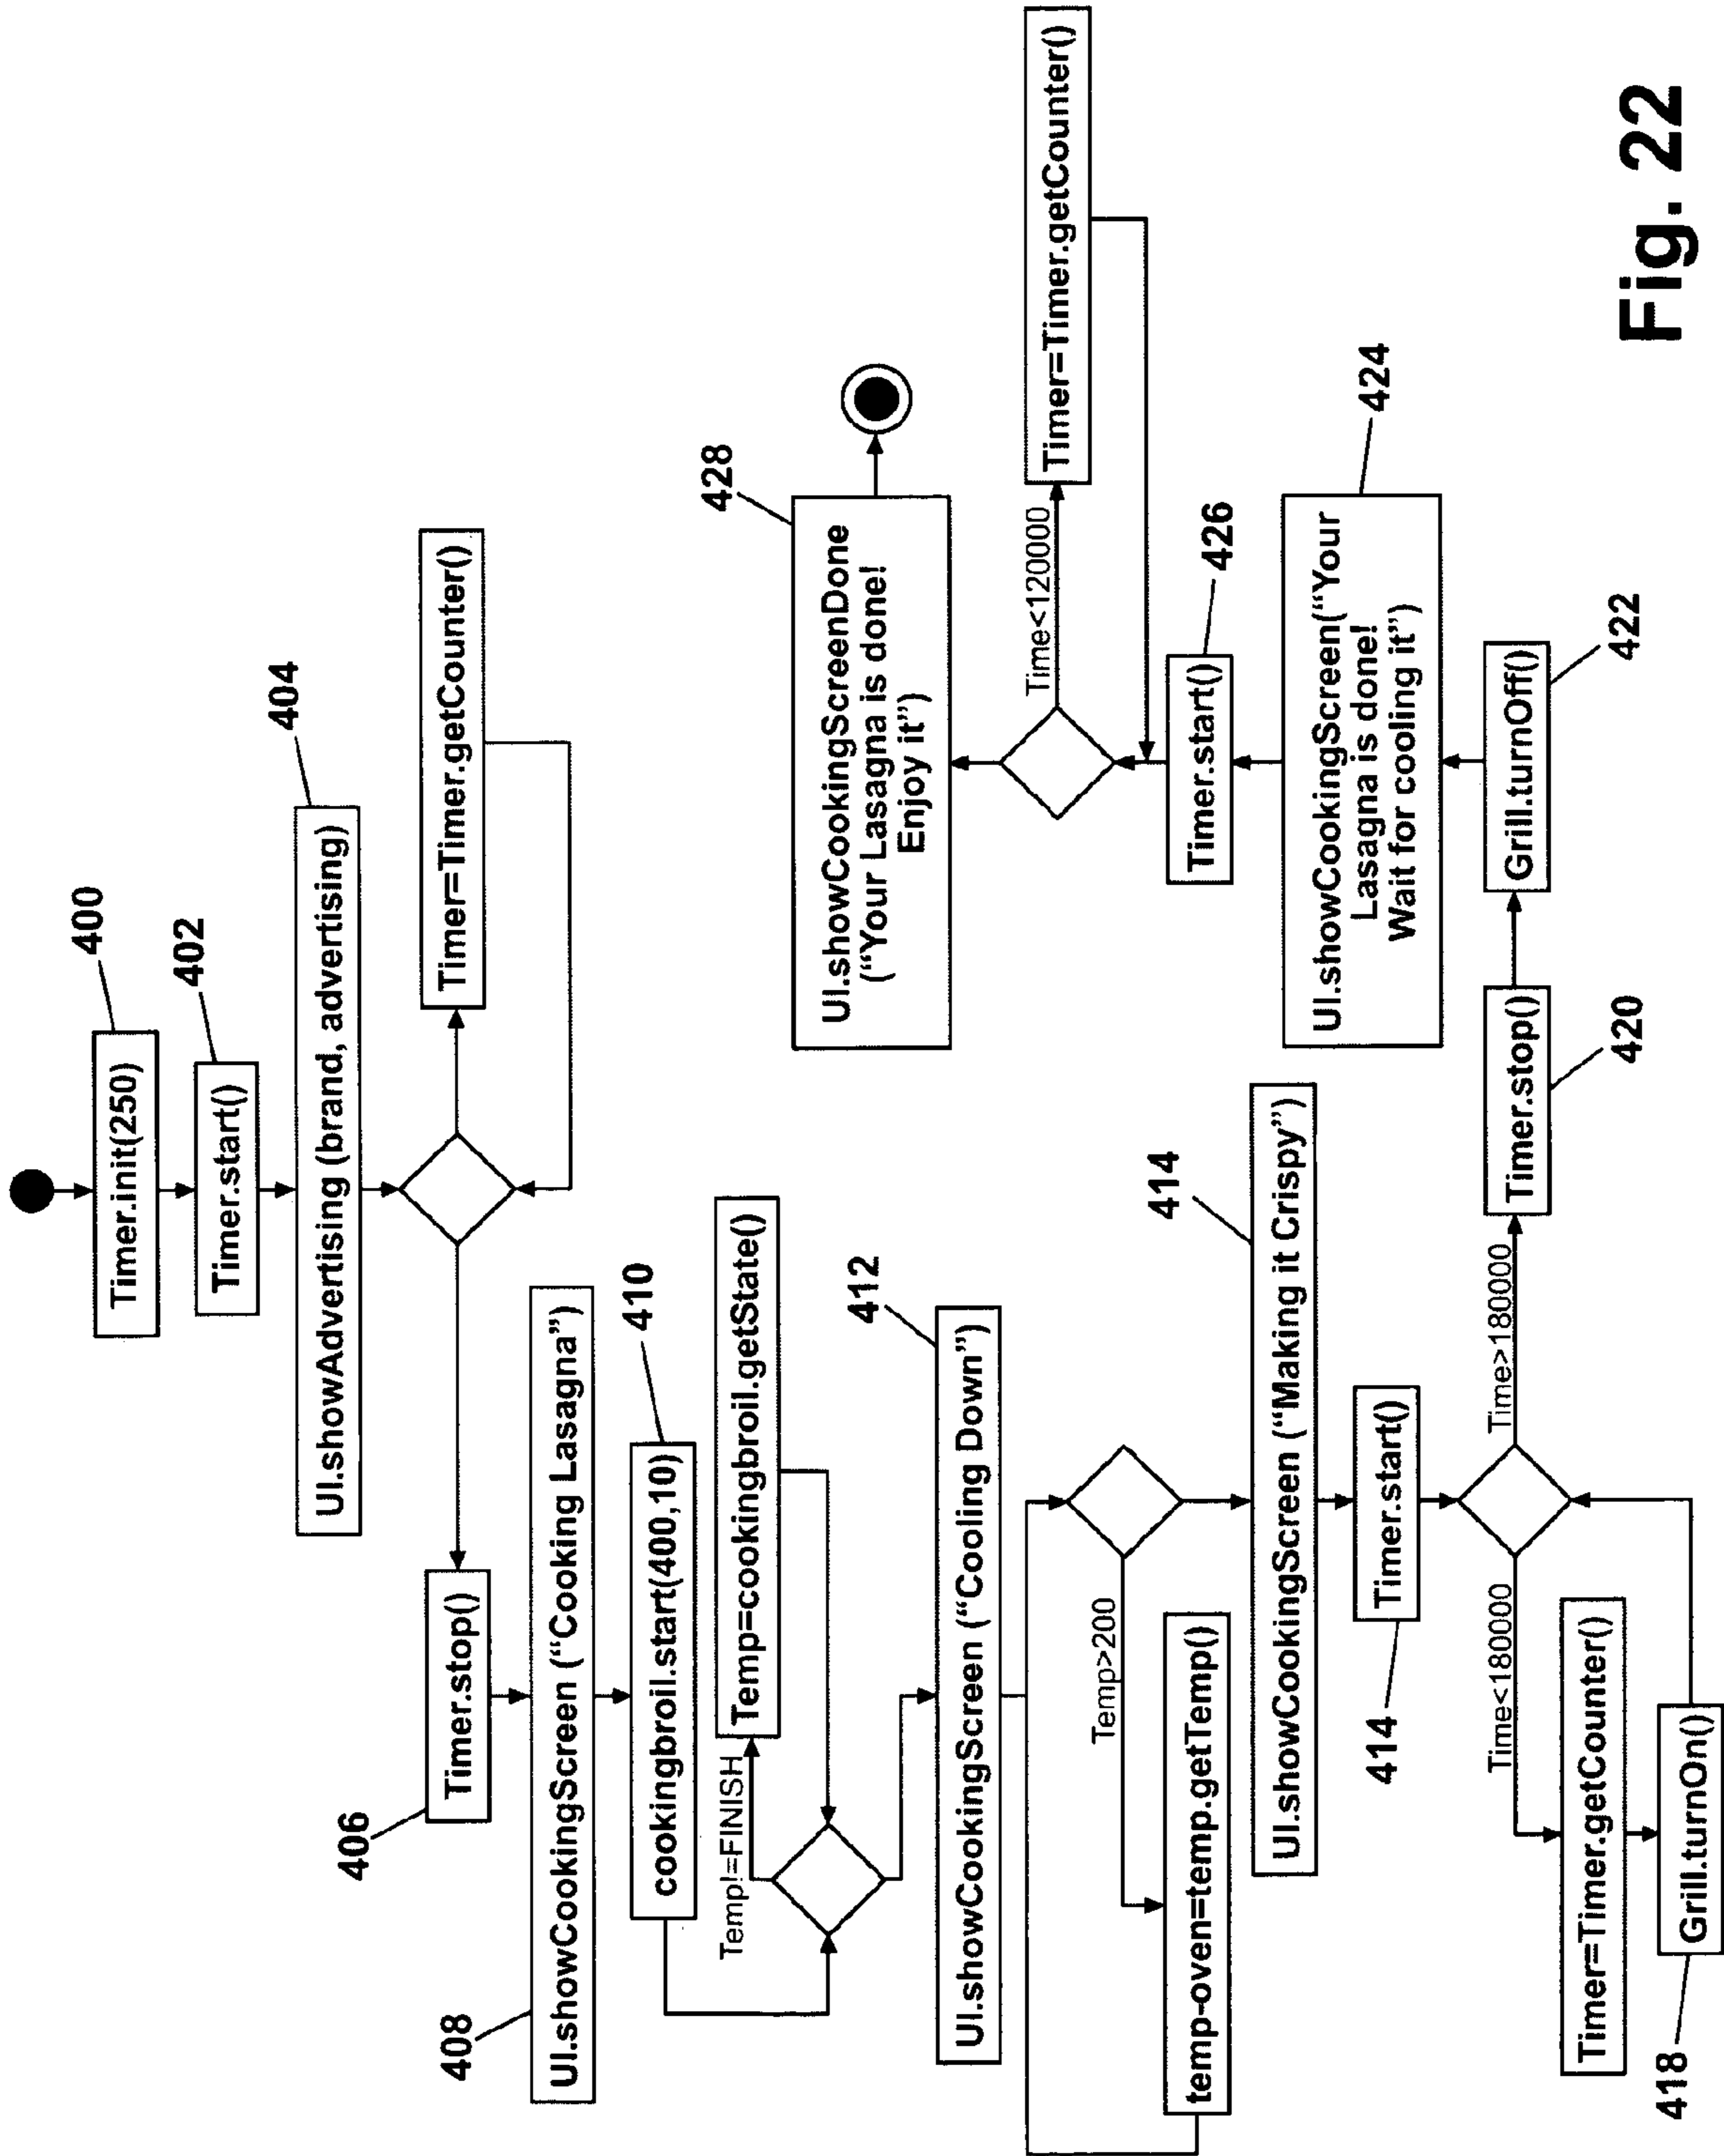 400
Timer.init(250)
402
Timer.start()
404
UI.showAdvertising (brand, advertising)
Timer=Timer.getCounter()
406
Timer.stop()
408
UI.showCookingScreen (“Cooking Lasagna”)
410
cookingbroil.start(400,10)
Temp!=FINISH
Temp=cookingbroil.getState()
412
UI.showCookingScreen (“Cooling Down”)
Temp>200
temp-oven=temp.getTemp()
414
UI.showCookingScreen (“Making it Crispy”)
414
Timer.start()
Time<180000
Time>180000
Timer=Timer.getCounter()
418
Grill.turnOn()
420
Timer.stop()
422
Grill.turnOff()
424
UI.showCookingScreen(“Your
Lasagna is done!
Wait for cooling it”)
426
Timer.start()
Time<120000
Timer=Timer.getCounter()
428
UI.showCookingScreenDone
(“Your Lasagna is done!
Enjoy it”)
Fig. 22